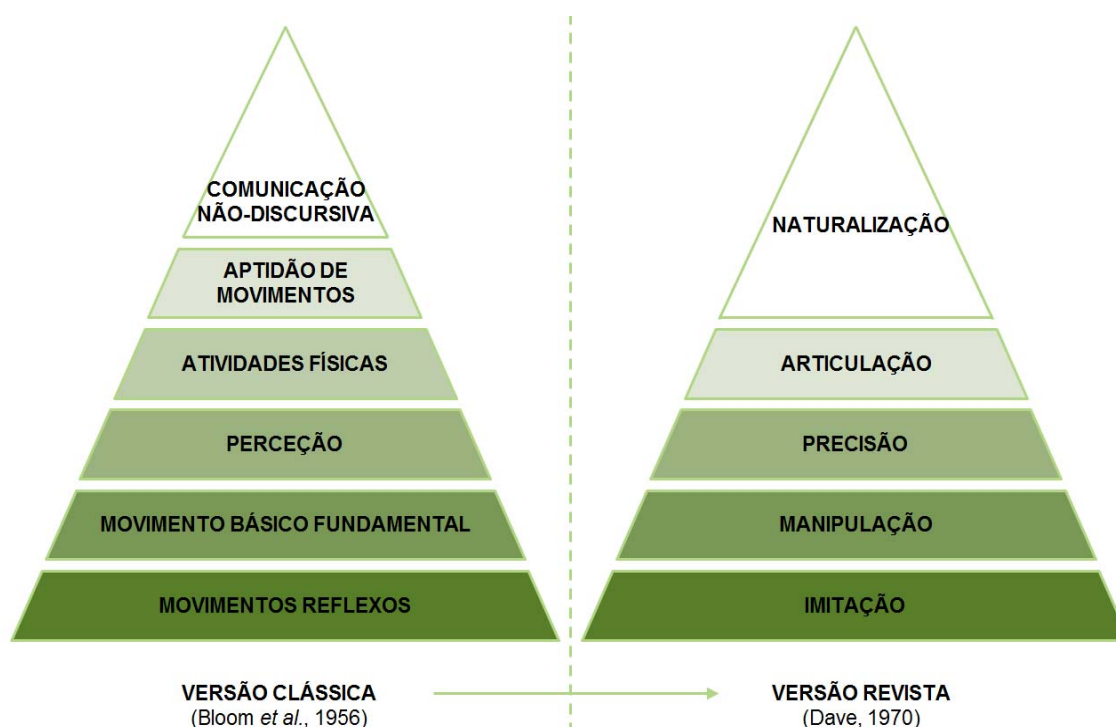 COMUNICAÇÃO
NÃO-DISCURSIVA
APTIDÃO DE
MOVIMENTOS
ATIVIDADES FÍSICAS
PERCEÇÃO
MOVIMENTO BÁSICO FUNDAMENTAL
MOVIMENTOS REFLEXOS
VERSÃO CLÁSSICA
(Bloom et al., 1956)
NATURALIZAÇÃO
ARTICULAÇÃO
PRECISÃO
MANIPULAÇÃO
IMITAÇÃO
VERSÃO REVISTA
(Dave, 1970)